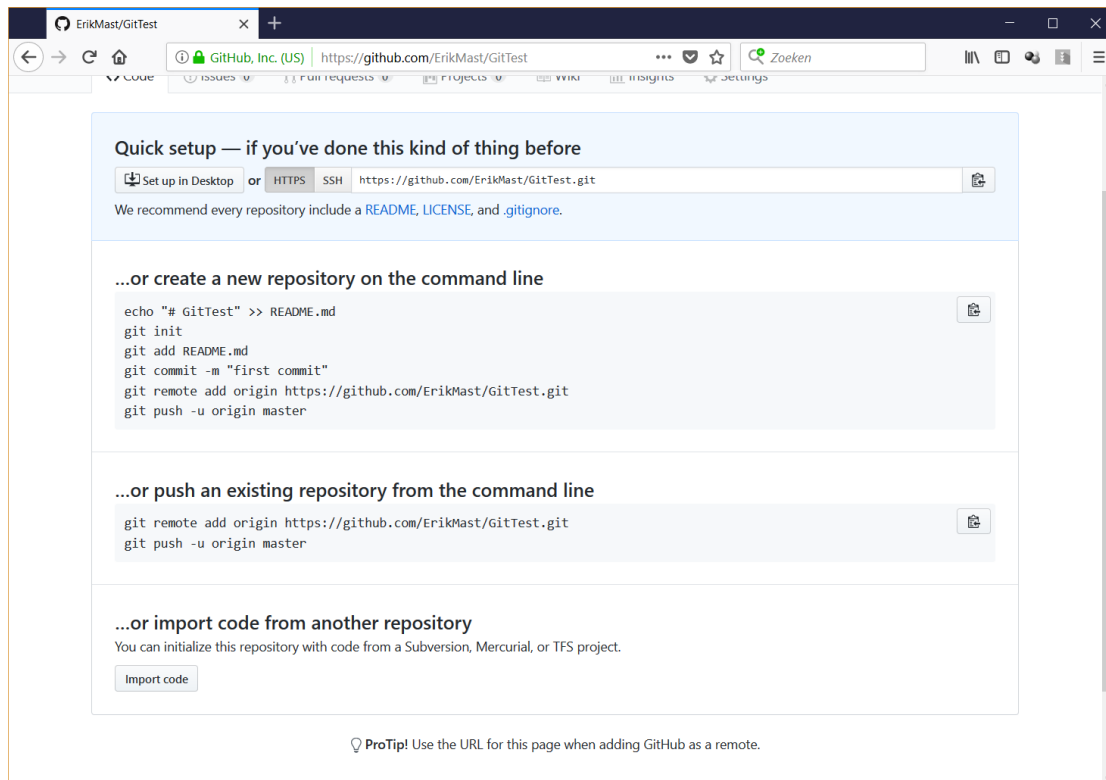 ErikMast/GitTest
GitHub, Inc. (US) https://github.com/ErikMast/GitTest Zoeken
Code Issues 0 Pull requests 0 Projects 0 Wiki Insights Settings
Quick setup — if you’ve done this kind of thing before
Set up in Desktop or HTTPS SSH https://github.com/ErikMast/GitTest.git
We recommend every repository include a README, LICENSE, and .gitignore.
…or create a new repository on the command line
echo "# GitTest" >> README.md
git init
git add README.md
git commit -m "first commit"
git remote add origin https://github.com/ErikMast/GitTest.git
git push -u origin master
…or push an existing repository from the command line
git remote add origin https://github.com/ErikMast/GitTest.git
git push -u origin master
…or import code from another repository
You can initialize this repository with code from a Subversion, Mercurial, or TFS project.
Import code
ProTip! Use the URL for this page when adding GitHub as a remote.